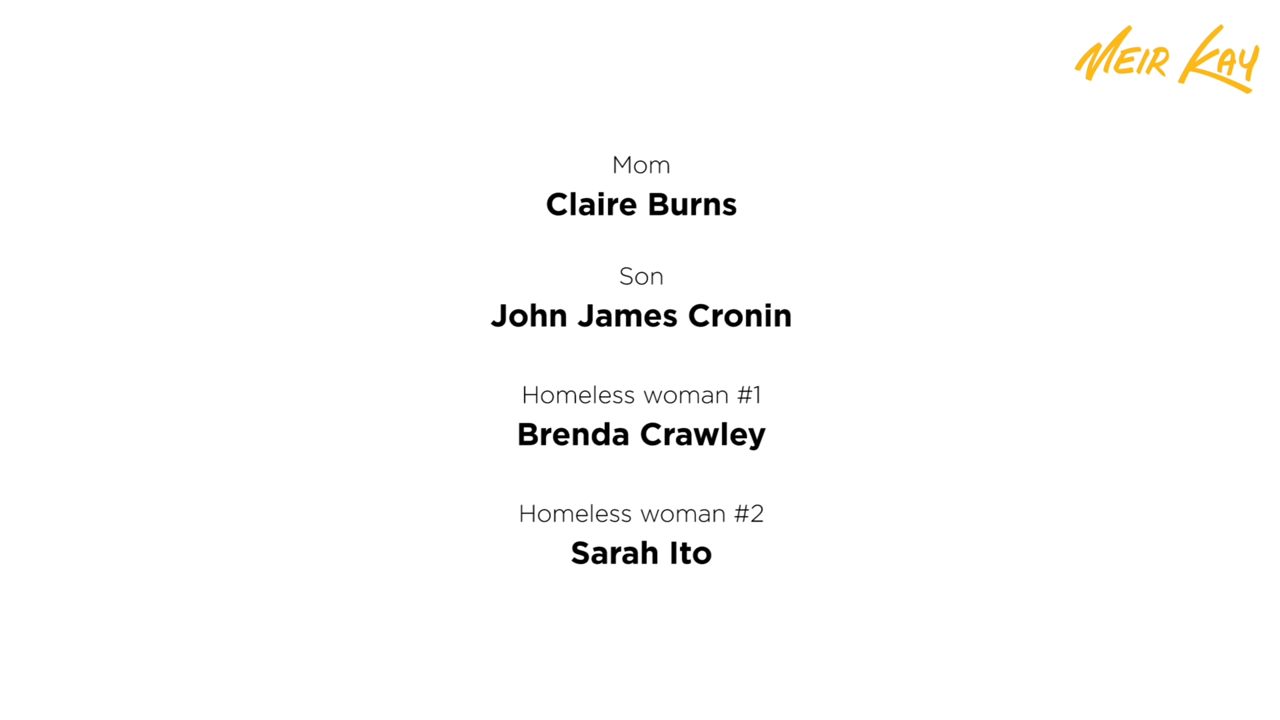 MEIR KAY
Mom
Claire Burns
Son
John James Cronin
Homeless woman #1
Brenda Crawley
Homeless woman #2
Sarah Ito